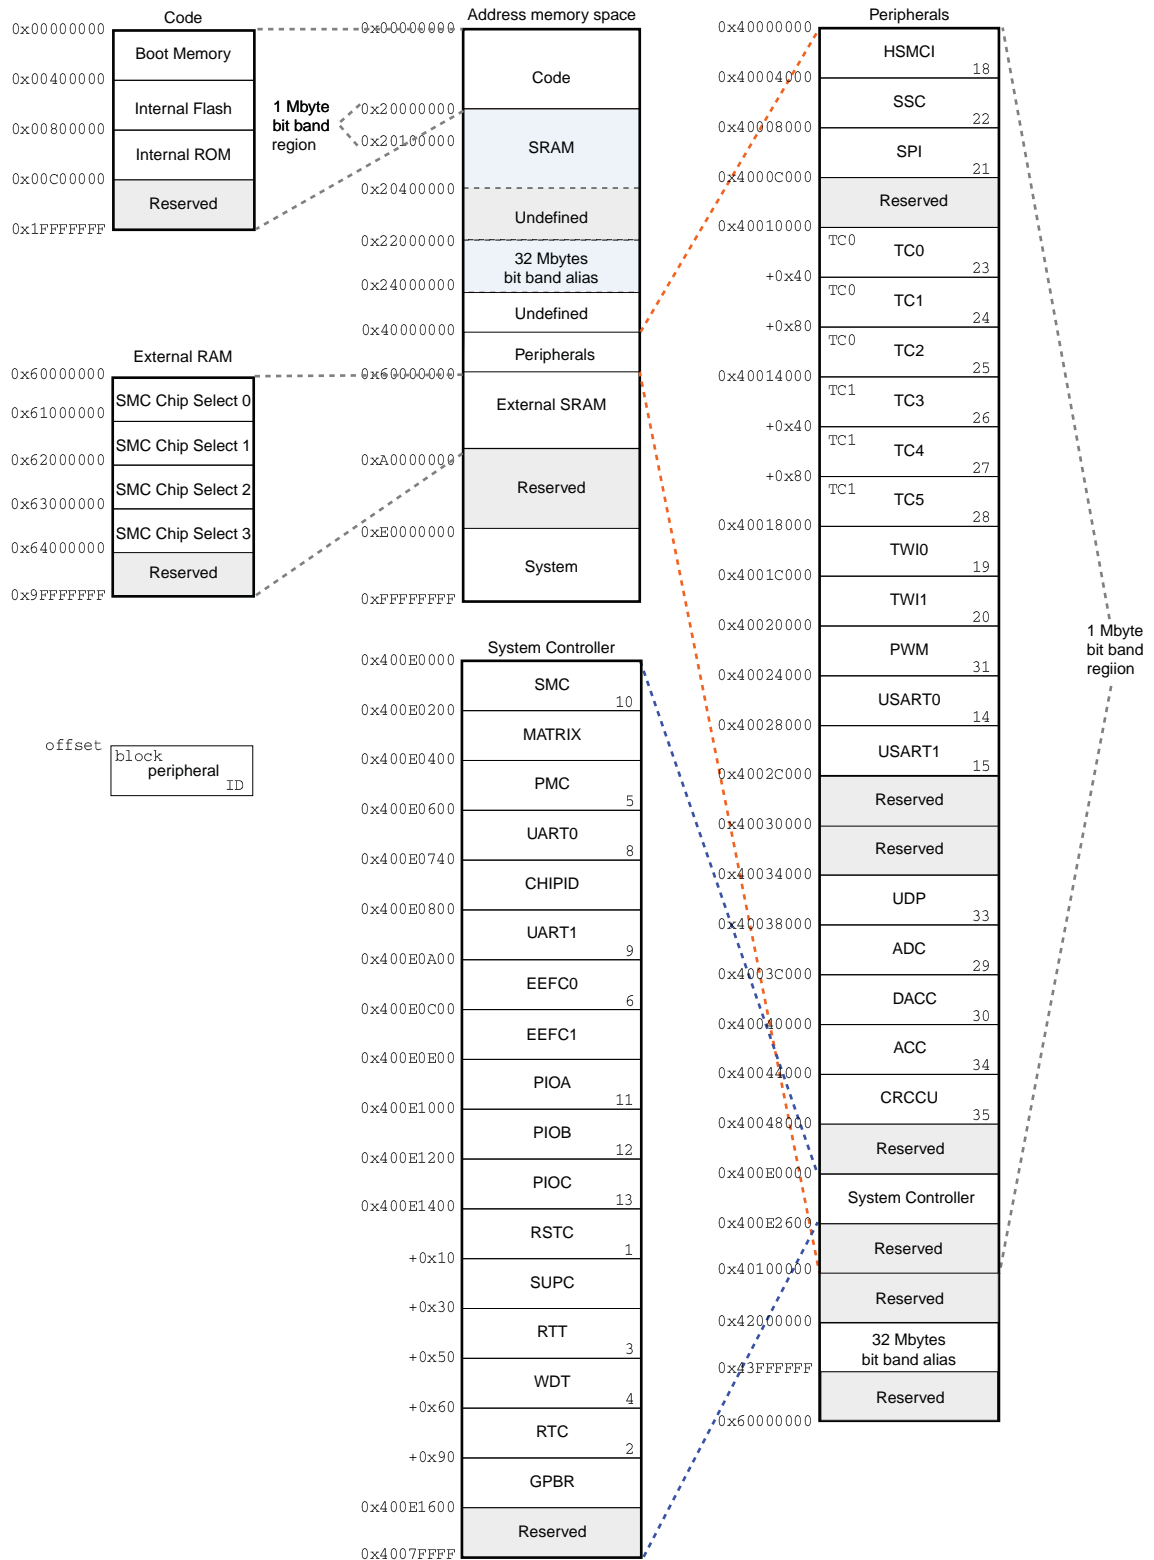 Code
0x00000000
Boot Memory
0x00400000
Internal Flash
0x00800000
Internal ROM
0x00C00000
Reserved
0x1FFFFFFF
1 Mbyte
bit band
region
External RAM
0x60000000
SMC Chip Select 0
0x61000000
SMC Chip Select 1
0x62000000
SMC Chip Select 2
0x63000000
SMC Chip Select 3
0x64000000
Reserved
0x9FFFFFFF
offset
block
peripheral
ID
Address memory space
0x00000000
Code
0x20000000
0x20100000
SRAM
0x20400000
Undefined
0x22000000
32 Mbytes
bit band alias
0x24000000
Undefined
0x40000000
Peripherals
0x60000000
External SRAM
0xA0000000
Reserved
0xE0000000
System
0xFFFFFFFF
System Controller
0x400E0000
SMC
10
0x400E0200
MATRIX
0x400E0400
PMC
5
0x400E0600
UART0
8
0x400E0740
CHIPID
0x400E0800
UART1
9
0x400E0A00
EEFC0
6
0x400E0C00
EEFC1
0x400E0E00
PIOA
11
0x400E1000
PIOB
12
0x400E1200
PIOC
13
0x400E1400
RSTC
1
+0x10
SUPC
+0x30
RTT
3
+0x50
WDT
4
+0x60
RTC
2
+0x90
GPBR
0x400E1600
Reserved
0x4007FFFF
Peripherals
0x40000000
HSMCI
18
0x40004000
SSC
22
0x40008000
SPI
21
0x4000C000
Reserved
0x40010000
TC0
TC0
23
+0x40
TC0
TC1
24
+0x80
TC0
TC2
25
0x40014000
TC1
TC3
26
+0x40
TC1
TC4
27
+0x80
TC1
TC5
28
0x40018000
TWI0
19
0x4001C000
TWI1
20
0x40020000
PWM
31
0x40024000
USART0
14
0x40028000
USART1
15
0x4002C000
Reserved
0x40030000
Reserved
0x40034000
UDP
33
0x40038000
ADC
29
0x4003C000
DACC
30
0x40040000
ACC
34
0x40044000
CRCCU
35
0x40048000
Reserved
0x400E0000
System Controller
0x400E2600
Reserved
0x40100000
Reserved
0x42000000
32 Mbytes
bit band alias
0x43FFFFFF
Reserved
0x60000000
1 Mbyte
bit band
regiion